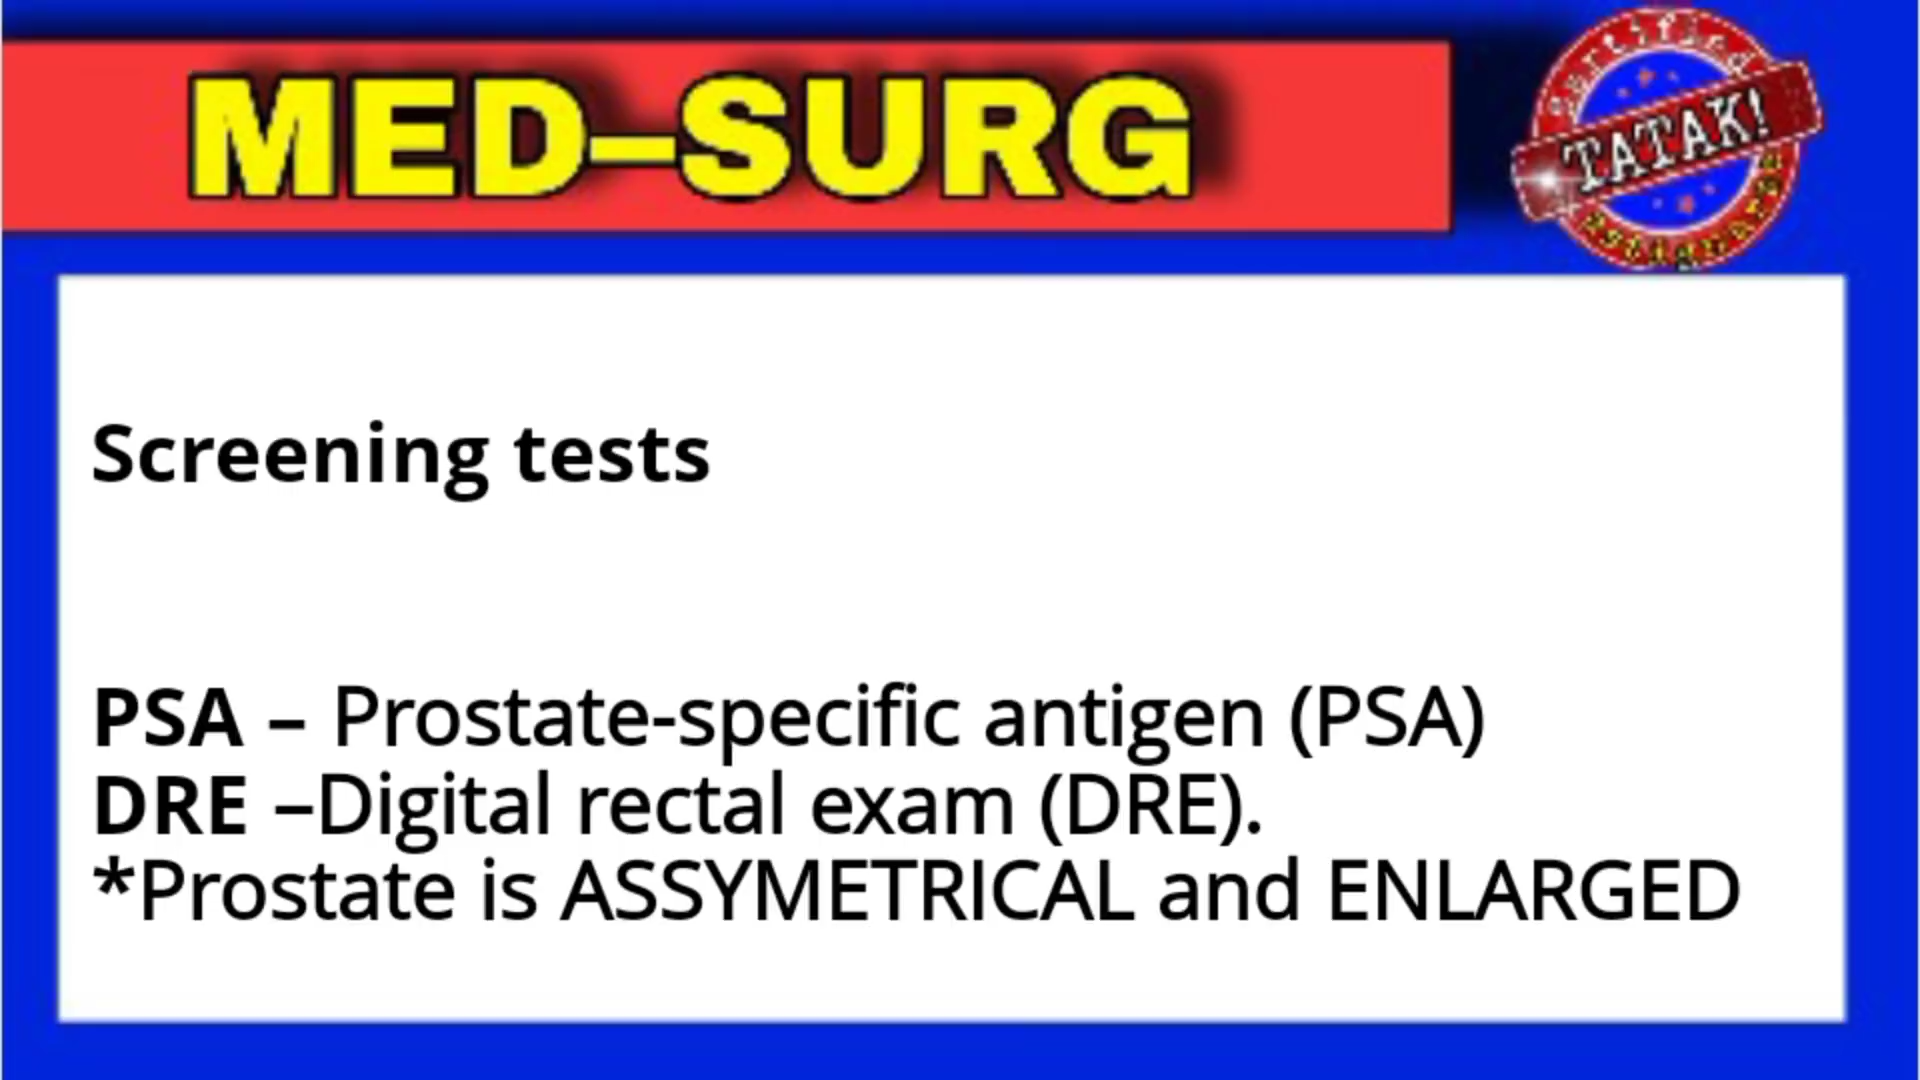 MED–SURG
certified
TATAK!
Screening tests
PSA – Prostate-specific antigen (PSA)
DRE –Digital rectal exam (DRE).
*Prostate is ASSYMETRICAL and ENLARGED